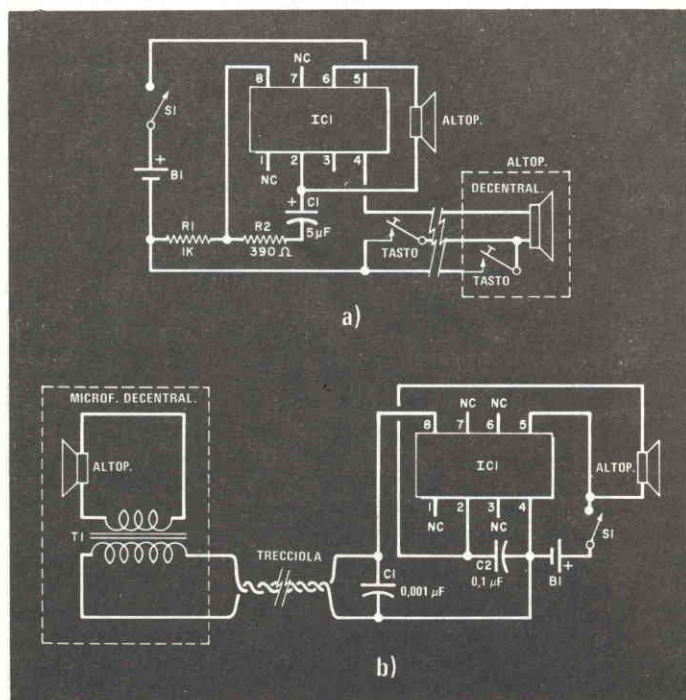 NC
8 7 6 5
S1
IC1
ALTOP.
+
B1
1 2 3 4
NC
ALTOP.
DECENTRAL.
+
C1
R1
R2
5µF
1K
390 Ω
TASTO
TASTO
a)
MICROF. DECENTRAL.
NC NC
8 7 6 5
ALTOP.
IC1
ALTOP.
1 2 3 4
S1
T1
NC
NC
TRECCIOLA
C2
B1
+
C1
0,1 µF
0,001 µF
b)